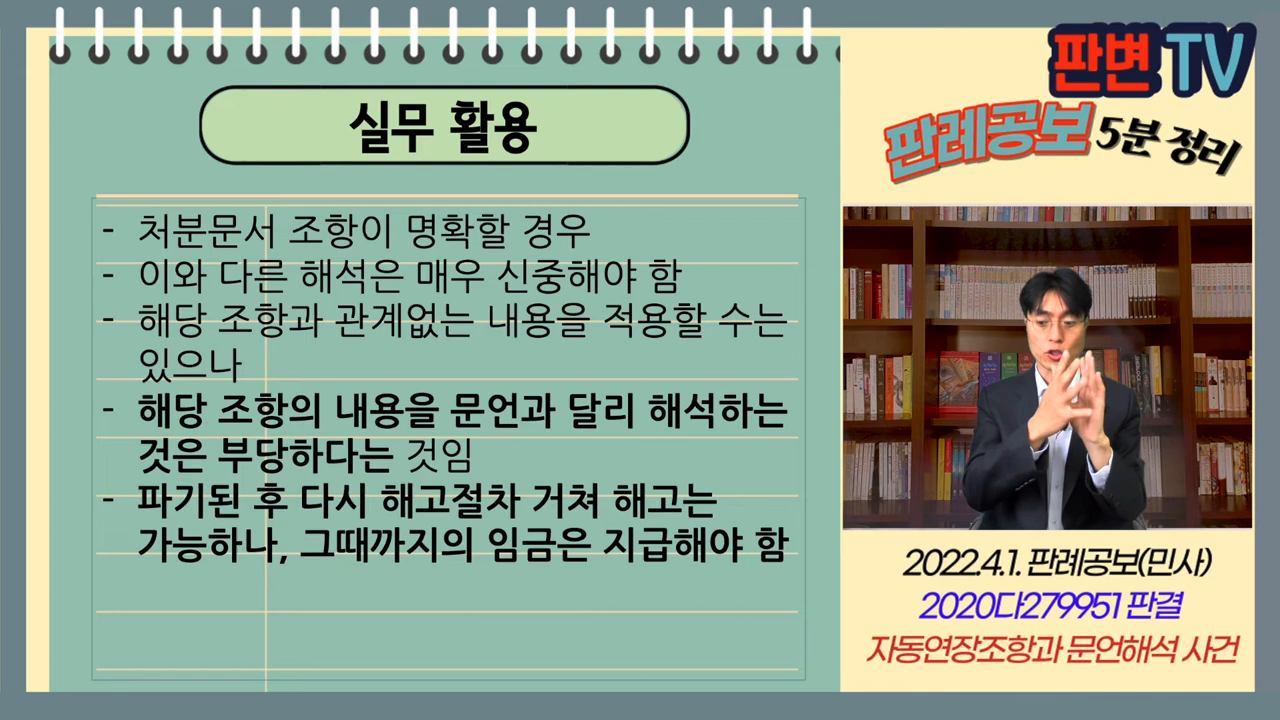 실무 활용
- 처분문서 조항이 명확할 경우
- 이와 다른 해석은 매우 신중해야 함
- 해당 조항과 관계없는 내용을 적용할 수는
있으나
- 해당 조항의 내용을 문언과 달리 해석하는
것은 부당하다는 것임
- 파기된 후 다시 해고절차 거쳐 해고는
가능하나, 그때까지의 임금은 지급해야 함
판변 TV
판례공보 5분 정리
2022.4.1. 판례공보(민사)
2020다279951 판결
자동연장조항과 문언해석 사건